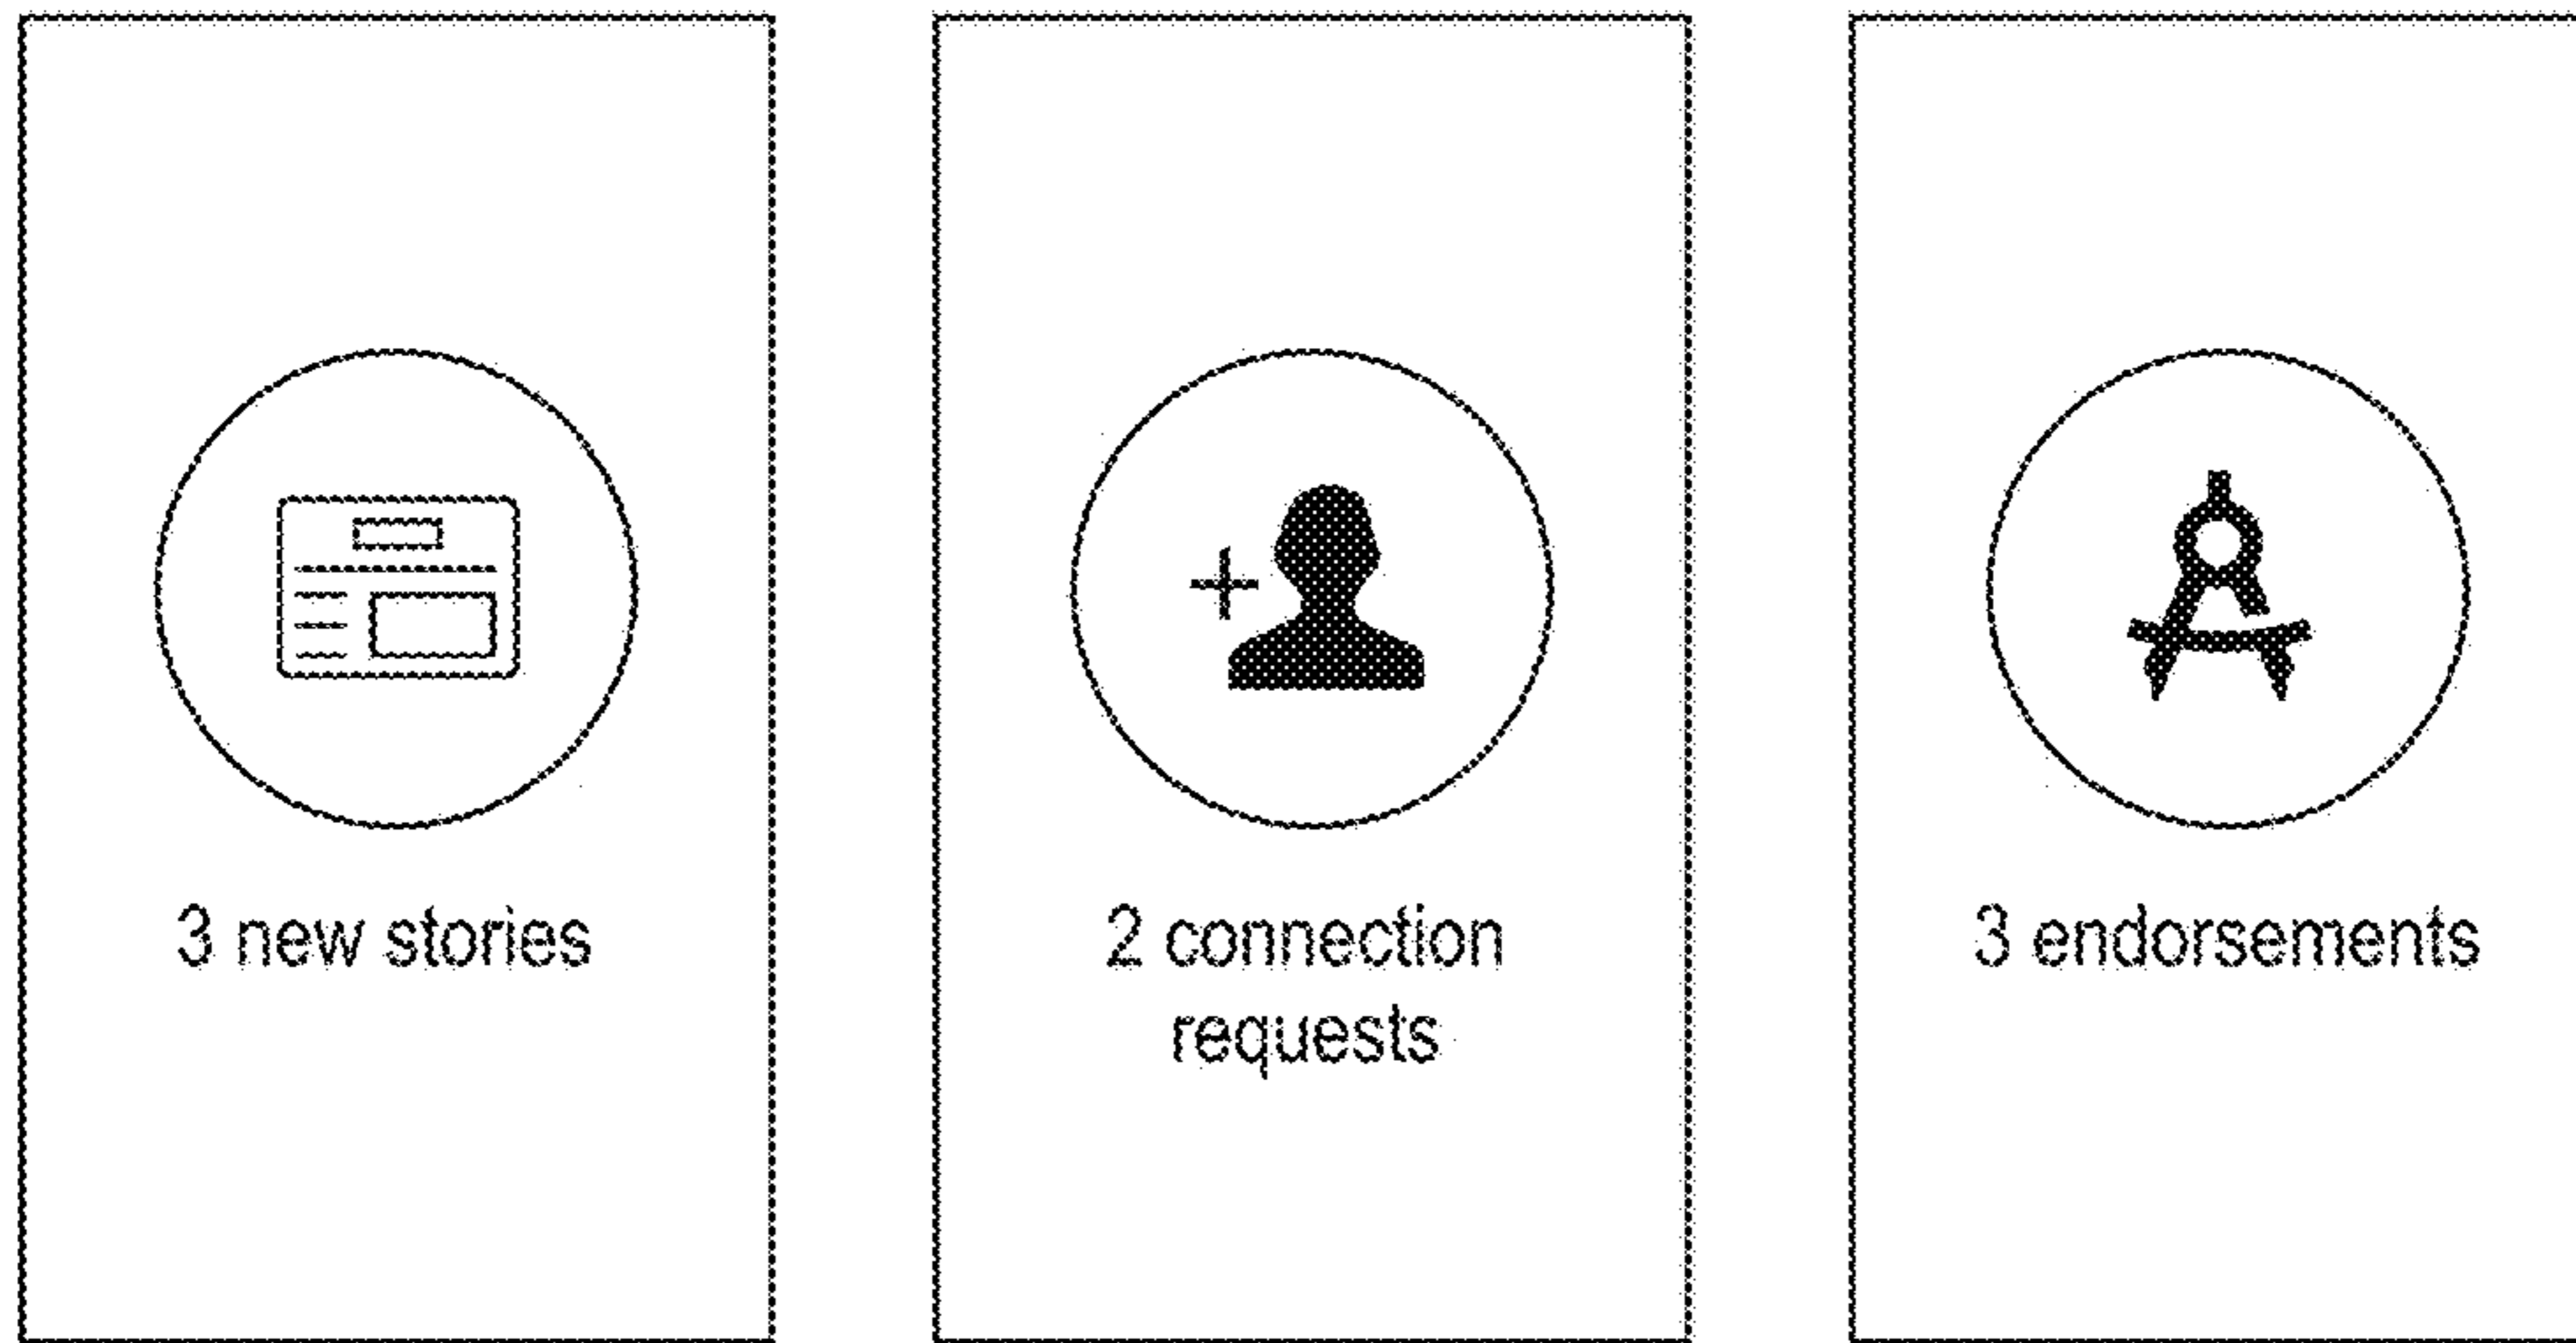 3 new stories
2 connection
requests
3 endorsements